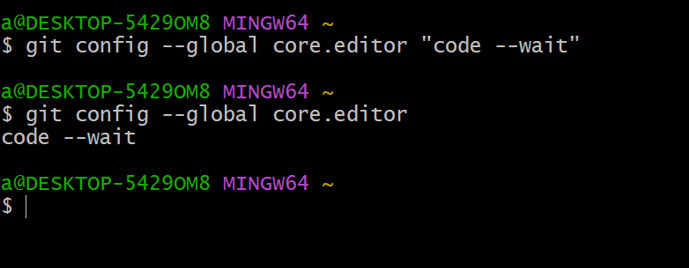 a@DESKTOP-5429OM8 MINGW64 ~
$ git config --global core.editor "code --wait"
a@DESKTOP-5429OM8 MINGW64 ~
$ git config --global core.editor
code --wait
a@DESKTOP-5429OM8 MINGW64 ~
$